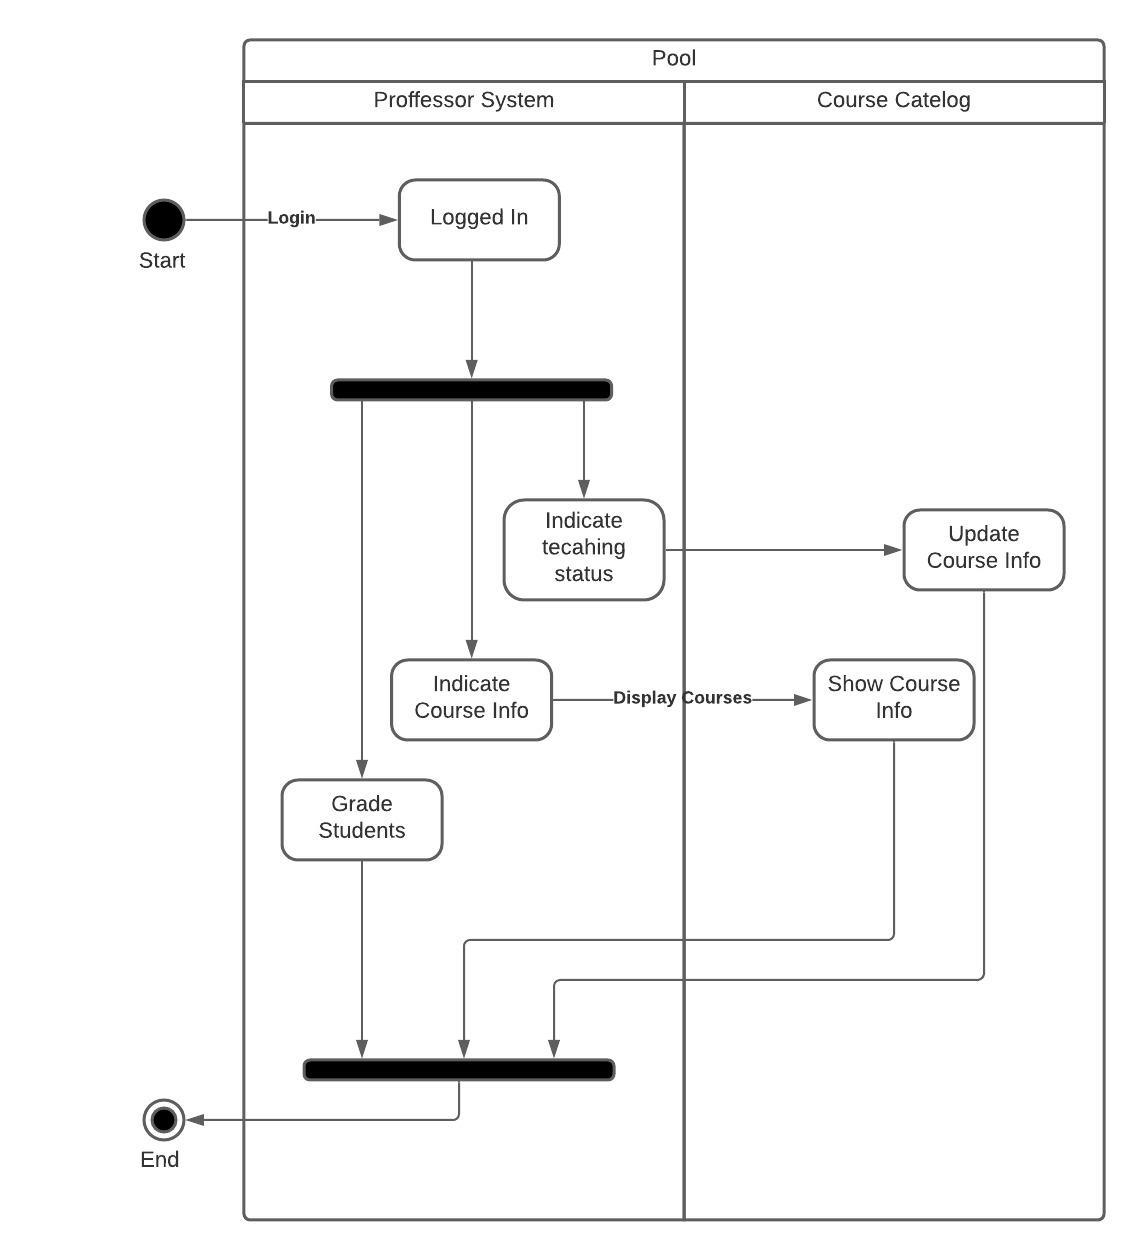 Pool
Proffessor System
Course Catelog
Login
Logged In
Start
Indicate
tecahing
status
Update
Course Info
Indicate
Course Info
Display Courses
Show Course
Info
Grade
Students
End